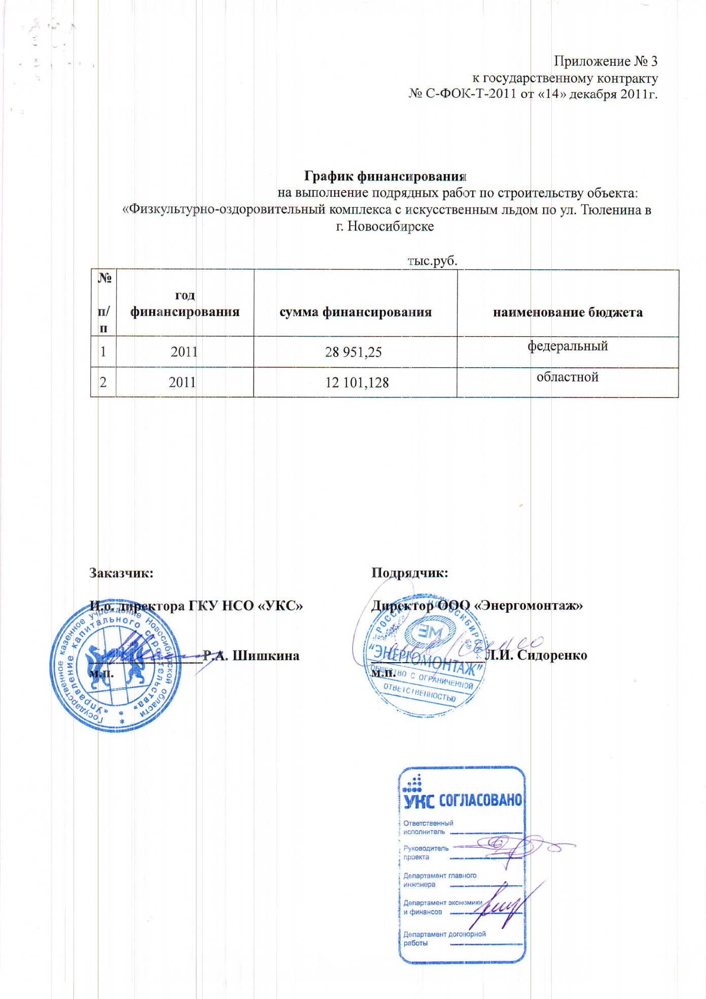 Приложение № 3
к государственному контракту
№ С-ФОК-Т-2011 от «14» декабря 2011г.
График финансирования
на выполнение подрядных работ по строительству объекта:
«Физкультурно-оздоровительный комплекса с искусственным льдом по ул. Тюленина в
г. Новосибирске
тыс.руб.
№ п/п год финансирования сумма финансирования наименование бюджета
1 2011 28 951,25 федеральный
2 2011 12 101,128 областной
Заказчик:
И.о. директора ГКУ НСО «УКС»
Р.А. Шишкина
м.п.
Государственное казенное учреждение Новосибирской области
«Управление капитального строительства»
Подрядчик:
Директор ООО «Энергомонтаж»
Л.И. Сидоренко
м.п.
РОССИЯ г. НОВОСИБИРСК
ЭМ
"ЭНЕРГОМОНТАЖ"
ОБЩЕСТВО С ОГРАНИЧЕННОЙ
ОТВЕТСТВЕННОСТЬЮ
УКС СОГЛАСОВАНО
Ответственный
исполнитель
Руководитель
проекта
Департамент главного
инженера
Департамент экономики
и финансов
Департамент договорной
работы